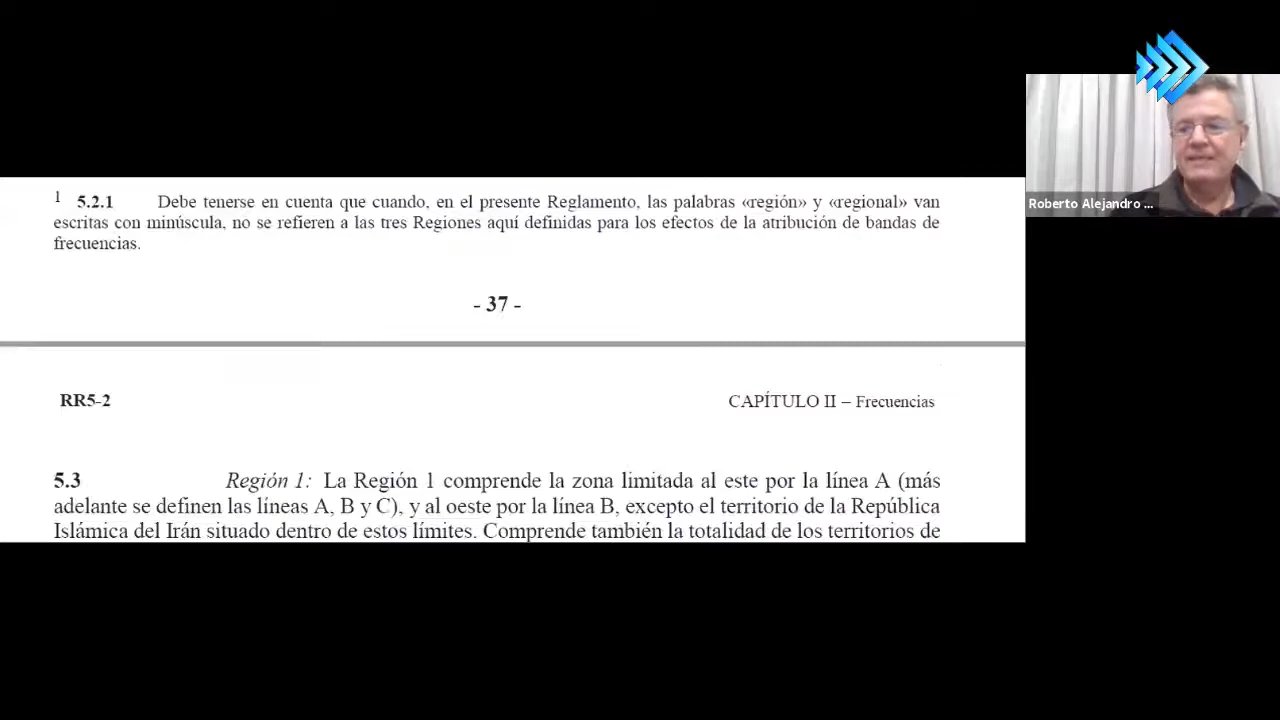 1 5.2.1 Debe tenerse en cuenta que cuando, en el presente Reglamento, las palabras «región» y «regional» van
escritas con minúscula, no se refieren a las tres Regiones aquí definidas para los efectos de la atribución de bandas de
frecuencias.
- 37 -
RR5-2 CAPÍTULO II – Frecuencias
5.3 Región 1: La Región 1 comprende la zona limitada al este por la línea A (más
adelante se definen las líneas A, B y C), y al oeste por la línea B, excepto el territorio de la República
Islámica del Irán situado dentro de estos límites. Comprende también la totalidad de los territorios de
Roberto Alejandro ...